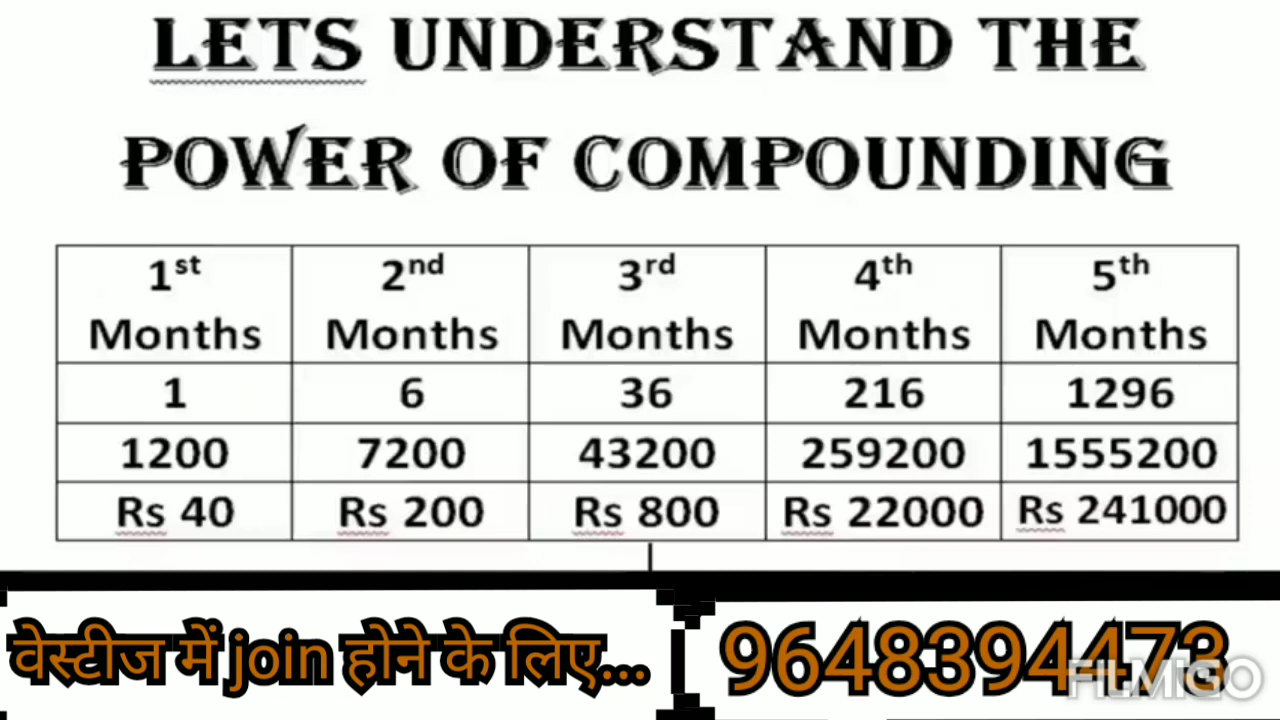 LETS UNDERSTAND THE
POWER OF COMPOUNDING
1st Months 2nd Months 3rd Months 4th Months 5th Months
1 6 36 216 1296
1200 7200 43200 259200 1555200
Rs 40 Rs 200 Rs 800 Rs 22000 Rs 241000
वेस्टीज में join होने के लिए... 9648394473
FILMIGO